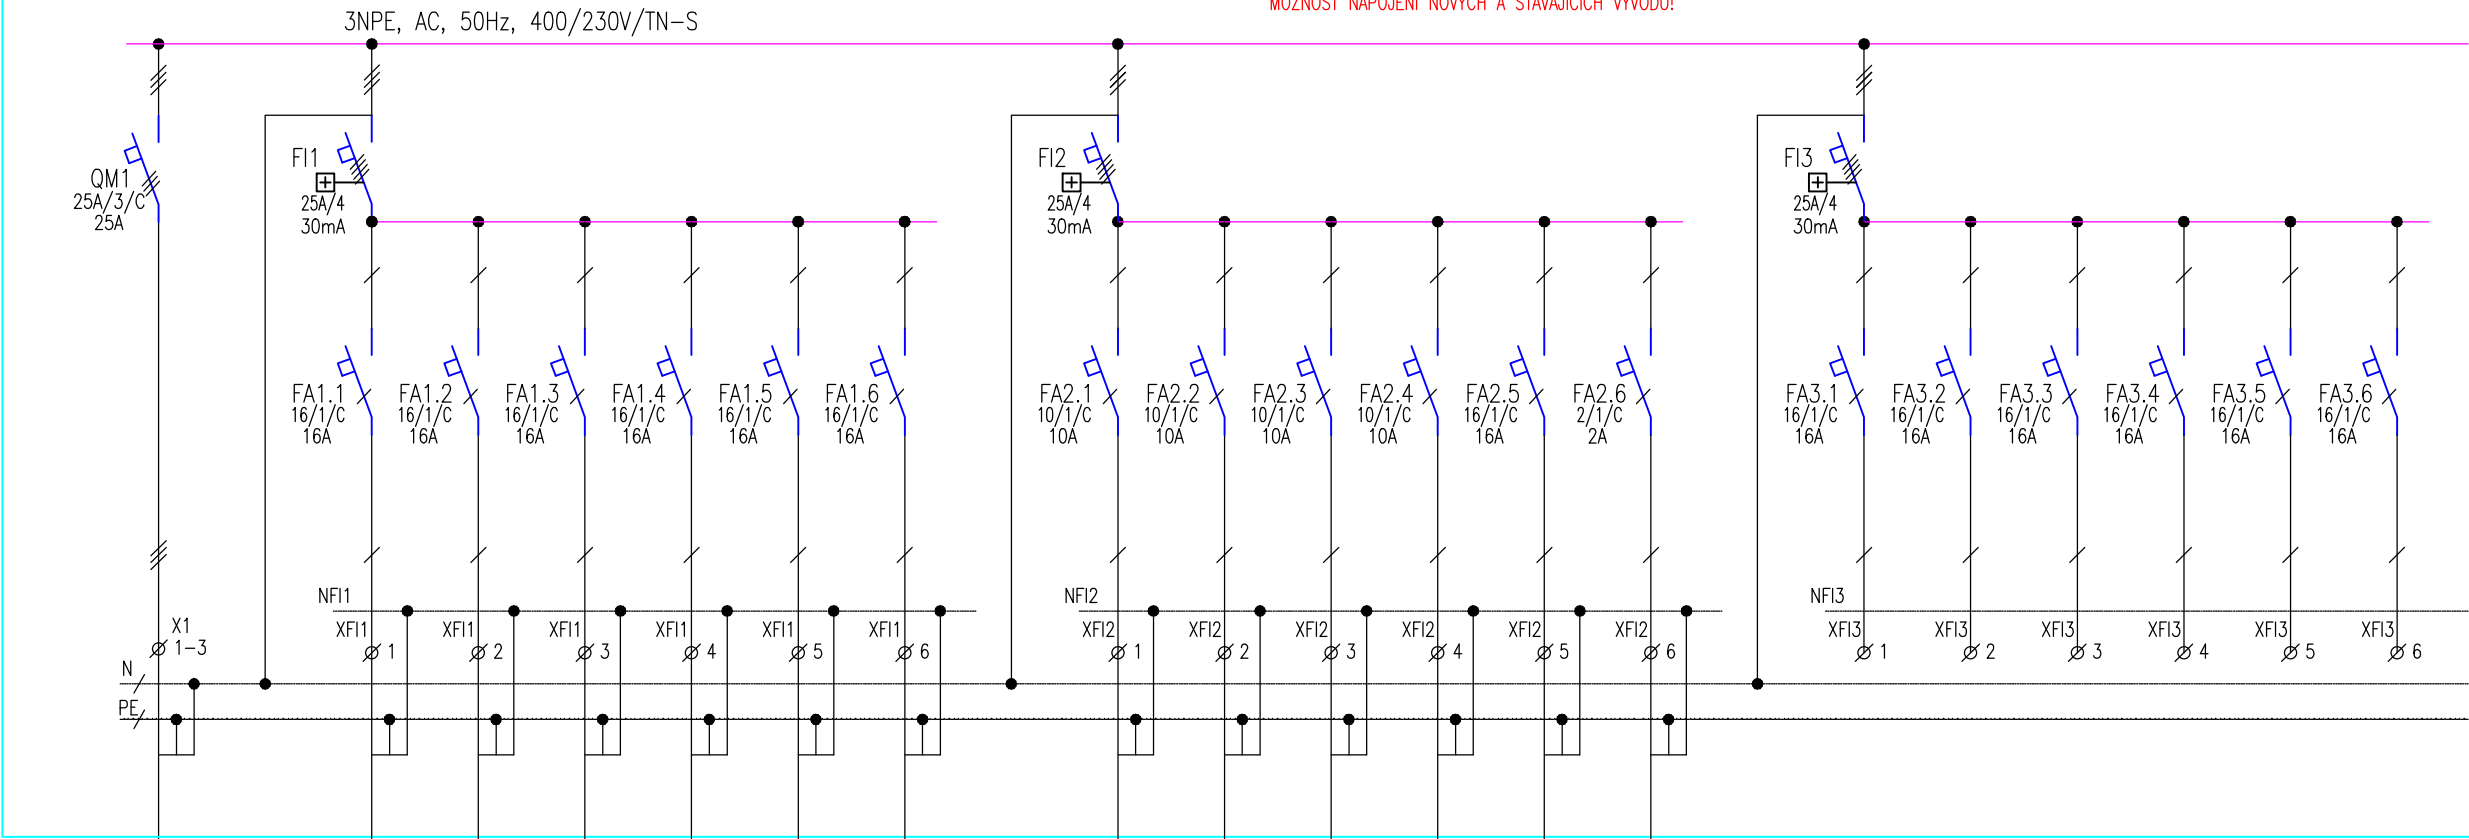 MOŽNOST NAPOJENÍ NOVÝCH A STÁVAJÍCÍCH VÝVODŮ!
3NPE, AC, 50Hz, 400/230V/TN-S
QM1
25A/3/C
25A
FI1
25A/4
30mA
FI2
25A/4
30mA
FI3
25A/4
30mA
FA1.1
16/1/C
16A
FA1.2
16/1/C
16A
FA1.3
16/1/C
16A
FA1.4
16/1/C
16A
FA1.5
16/1/C
16A
FA1.6
16/1/C
16A
FA2.1
10/1/C
10A
FA2.2
10/1/C
10A
FA2.3
10/1/C
10A
FA2.4
10/1/C
10A
FA2.5
16/1/C
16A
FA2.6
2/1/C
2A
FA3.1
16/1/C
16A
FA3.2
16/1/C
16A
FA3.3
16/1/C
16A
FA3.4
16/1/C
16A
FA3.5
16/1/C
16A
FA3.6
16/1/C
16A
NFI1
NFI2
NFI3
X1
1-3
XFI1
1
XFI1
2
XFI1
3
XFI1
4
XFI1
5
XFI1
6
XFI2
1
XFI2
2
XFI2
3
XFI2
4
XFI2
5
XFI2
6
XFI3
1
XFI3
2
XFI3
3
XFI3
4
XFI3
5
XFI3
6
N
PE